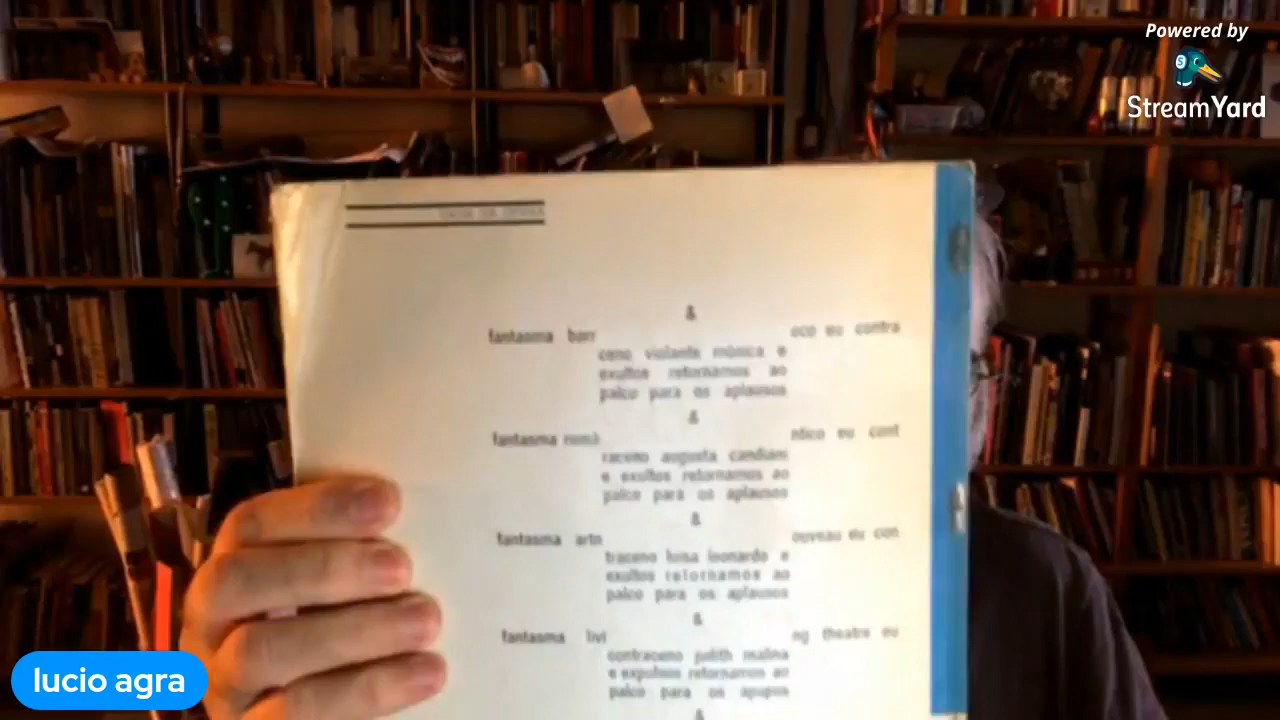 Powered by
StreamYard
&
fantasma barr oco eu contra
ceno violante mônica e
exultos retornamos ao
palco para os aplausos
&
fantasma romà ntico eu cont
raceno augusta candiani
e exultos retornamos ao
palco para os aplausos
&
fantasma artn ouveau eu con
traceno luisa leonardo e
exultos retornamos ao
palco para os aplausos
&
fantasma livi ng theatre eu
contraceno judith malina
e expulsos retornamos ao
palco para os apupos
&
lucio agra